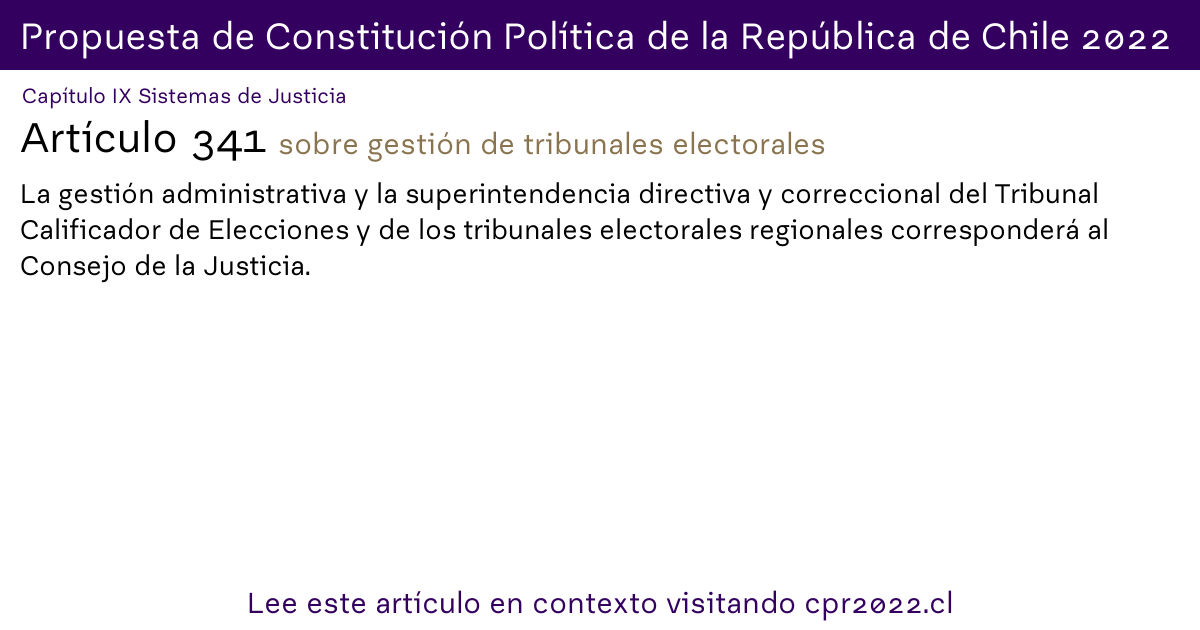 Propuesta de Constitución Política de la República de Chile 2022
Capítulo IX Sistemas de Justicia
Artículo 341 sobre gestión de tribunales electorales
La gestión administrativa y la superintendencia directiva y correccional del Tribunal
Calificador de Elecciones y de los tribunales electorales regionales corresponderá al
Consejo de la Justicia.
Lee este artículo en contexto visitando cpr2022.cl